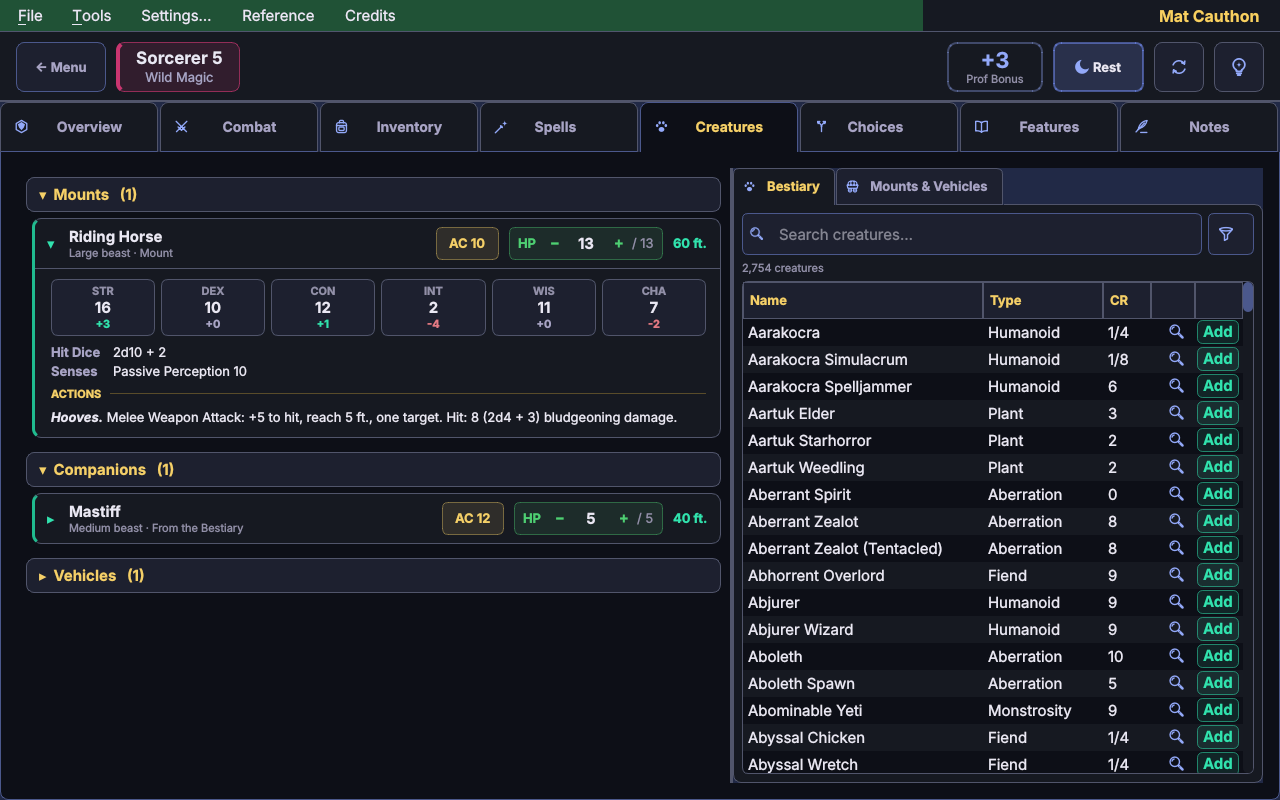 File Tools Settings... Reference Credits Mat Cauthon
← Menu
Sorcerer 5
Wild Magic
+3
Prof Bonus
Rest
Overview Combat Inventory Spells Creatures Choices Features Notes
▾ Mounts (1)
Riding Horse
Large beast · Mount
AC 10 HP − 13 + / 13 60 ft.
STR DEX CON INT WIS CHA
16 10 12 2 11 7
+3 +0 +1 -4 +0 -2
Hit Dice 2d10 + 2
Senses Passive Perception 10
ACTIONS
Hooves. Melee Weapon Attack: +5 to hit, reach 5 ft., one target. Hit: 8 (2d4 + 3) bludgeoning damage.
▾ Companions (1)
Mastiff
Medium beast · From the Bestiary
AC 12 HP − 5 + / 5 40 ft.
▸ Vehicles (1)
Bestiary Mounts & Vehicles
Search creatures...
2,754 creatures
Name Type CR
Aarakocra Humanoid 1/4 Add
Aarakocra Simulacrum Humanoid 1/8 Add
Aarakocra Spelljammer Humanoid 6 Add
Aartuk Elder Plant 3 Add
Aartuk Starhorror Plant 2 Add
Aartuk Weedling Plant 2 Add
Aberrant Spirit Aberration 0 Add
Aberrant Zealot Aberration 8 Add
Aberrant Zealot (Tentacled) Aberration 8 Add
Abhorrent Overlord Fiend 9 Add
Abjurer Humanoid 9 Add
Abjurer Wizard Humanoid 9 Add
Aboleth Aberration 10 Add
Aboleth Spawn Aberration 5 Add
Abominable Yeti Monstrosity 9 Add
Abyssal Chicken Fiend 1/4 Add
Abyssal Wretch Fiend 1/4 Add